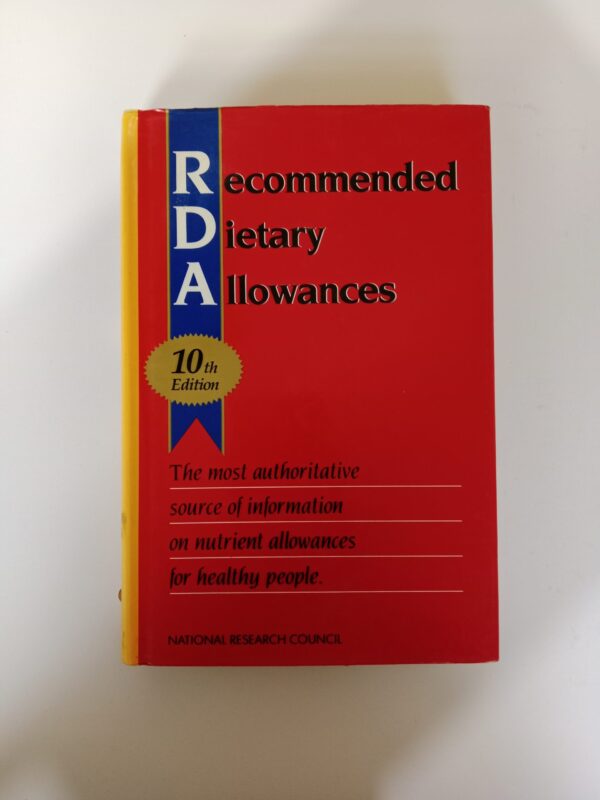 Recommended
Dietary
Allowances
10th
Edition
The most authoritative
source of information
on nutrient allowances
for healthy people.
NATIONAL RESEARCH COUNCIL